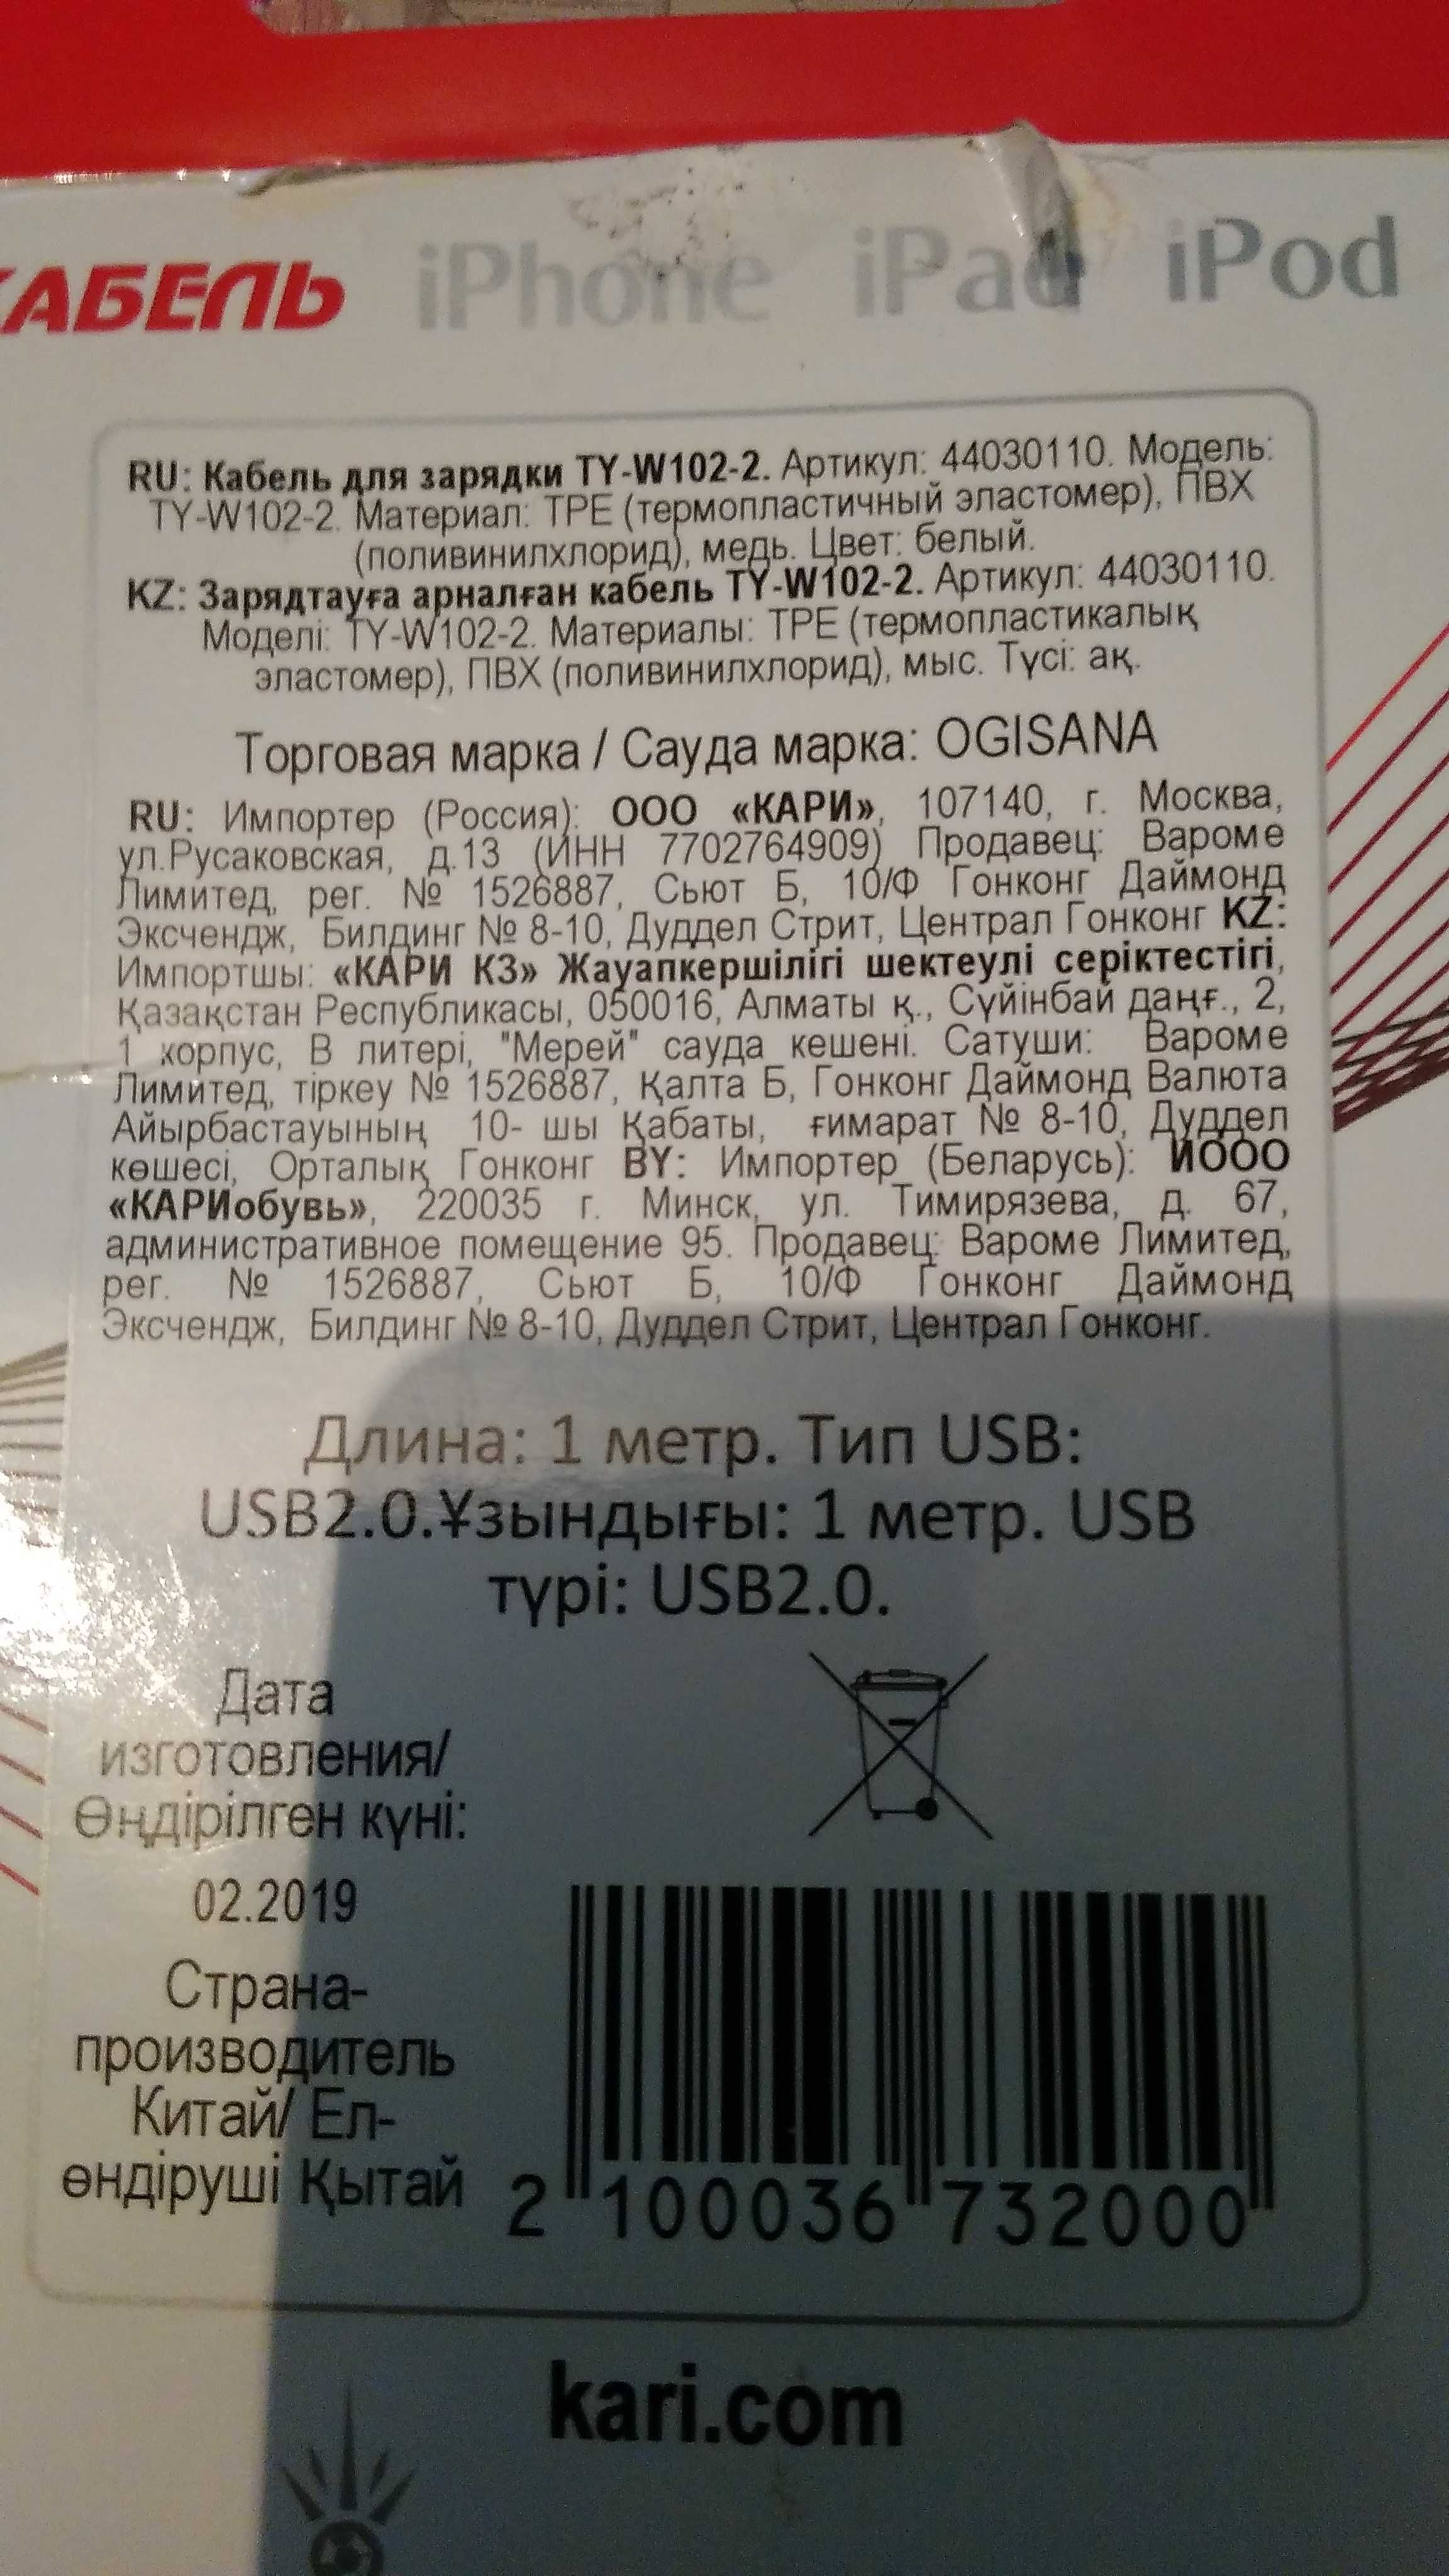 КАБЕЛЬ iPhone iPad iPod
RU: Кабель для зарядки TY-W102-2. Артикул: 44030110. Модель:
TY-W102-2. Материал: TPE (термопластичный эластомер), ПВХ
(поливинилхлорид), медь. Цвет: белый.
KZ: Зарядтауға арналған кабель TY-W102-2. Артикул: 44030110.
Моделі: TY-W102-2. Материалы: TPE (термопластикалық
эластомер), ПВХ (поливинилхлорид), мыс. Түсі: ақ.
Торговая марка / Сауда марка: OGISANA
RU: Импортер (Россия): ООО «КАРИ», 107140, г. Москва,
ул.Русаковская, д.13 (ИНН 7702764909) Продавец: Вароме
Лимитед, рег. № 1526887, Сьют Б, 10/Ф Гонконг Даймонд
Эксчендж, Билдинг № 8-10, Дуддел Стрит, Централ Гонконг KZ:
Импортшы: «КАРИ КЗ» Жауапкершілігі шектеулі серіктестігі,
Қазақстан Республикасы, 050016, Алматы қ., Сүйінбай даңғ., 2,
1 корпус, В литері, "Мерей" сауда кешені. Сатуши: Вароме
Лимитед, тіркеу № 1526887, Қалта Б, Гонконг Даймонд Валюта
Айырбастауының 10- шы Қабаты, ғимарат № 8-10, Дуддел
көшесі, Орталық Гонконг BY: Импортер (Беларусь): ИООО
«КАРИобувь», 220035 г. Минск, ул. Тимирязева, д. 67,
административное помещение 95. Продавец: Вароме Лимитед,
рег. № 1526887, Сьют Б, 10/Ф Гонконг Даймонд
Эксчендж, Билдинг № 8-10, Дуддел Стрит, Централ Гонконг.
Длина: 1 метр. Тип USB:
USB2.0.Ұзындығы: 1 метр. USB
түрі: USB2.0.
Дата
изготовления/
Өңдірілген күні:
02.2019
Страна-
производитель
Китай/ Ел-
өндіруші Қытай
2 100036 732000
kari.com